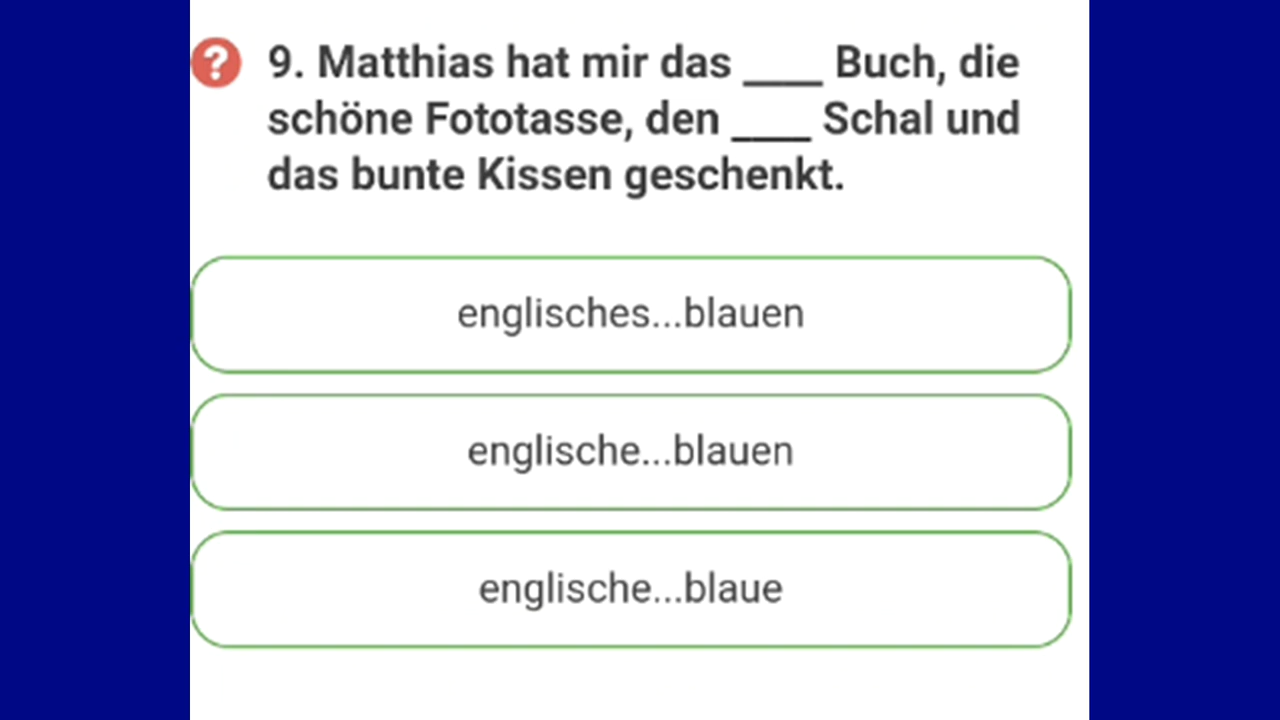 ?
9. Matthias hat mir das ____ Buch, die
schöne Fototasse, den ____ Schal und
das bunte Kissen geschenkt.
englisches...blauen
englische...blauen
englische...blaue